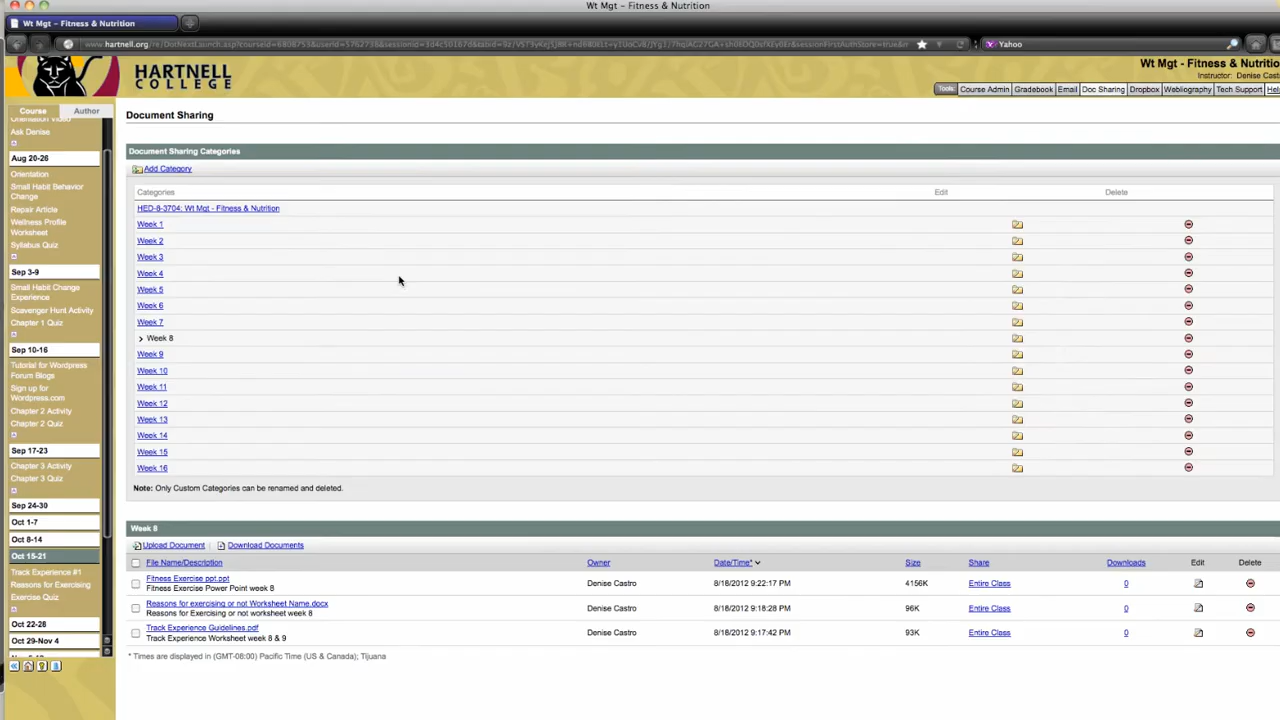 Wt Mgt – Fitness & Nutrition
Wt Mgt – Fitness & Nutrition
Yahoo
HARTNELL
COLLEGE
Wt Mgt - Fitness & Nutritio
Instructor: Denise Casta
Tools: Course Admin Gradebook Email Doc Sharing Dropbox Webliography Tech Support Hel
Course Author
Orientation Video
Ask Denise
Aug 20-26
Orientation
Small Habit Behavior
Change
Repair Article
Wellness Profile
Worksheet
Syllabus Quiz
Sep 3-9
Small Habit Change
Experience
Scavenger Hunt Activity
Chapter 1 Quiz
Sep 10-16
Tutorial for Wordpress
Forum Blogs
Sign up for
Wordpress.com
Chapter 2 Activity
Chapter 2 Quiz
Sep 17-23
Chapter 3 Activity
Chapter 3 Quiz
Sep 24-30
Oct 1-7
Oct 8-14
Oct 15-21
Track Experience #1
Reasons for Exercising
Exercise Quiz
Oct 22-28
Oct 29-Nov 4
Document Sharing
Document Sharing Categories
Add Category
Categories Edit Delete
HED-8-3704: Wt Mgt - Fitness & Nutrition
Week 1
Week 2
Week 3
Week 4
Week 5
Week 6
Week 7
Week 8
Week 9
Week 10
Week 11
Week 12
Week 13
Week 14
Week 15
Week 16
Note: Only Custom Categories can be renamed and deleted.
Week 8
Upload Document | Download Documents
File Name/Description Owner Date/Time* Size Share Downloads Edit Delete
Fitness Exercise ppt.ppt Denise Castro 8/18/2012 9:22:17 PM 4156K Entire Class 0
Fitness Exercise Power Point week 8
Reasons for exercising or not Worksheet Name.docx Denise Castro 8/18/2012 9:18:28 PM 96K Entire Class 0
Reasons for Exercising or not worksheet week 8
Track Experience Guidelines.pdf Denise Castro 8/18/2012 9:17:42 PM 93K Entire Class 0
Track Experience Worksheet week 8 & 9
* Times are displayed in (GMT-08:00) Pacific Time (US & Canada); Tijuana